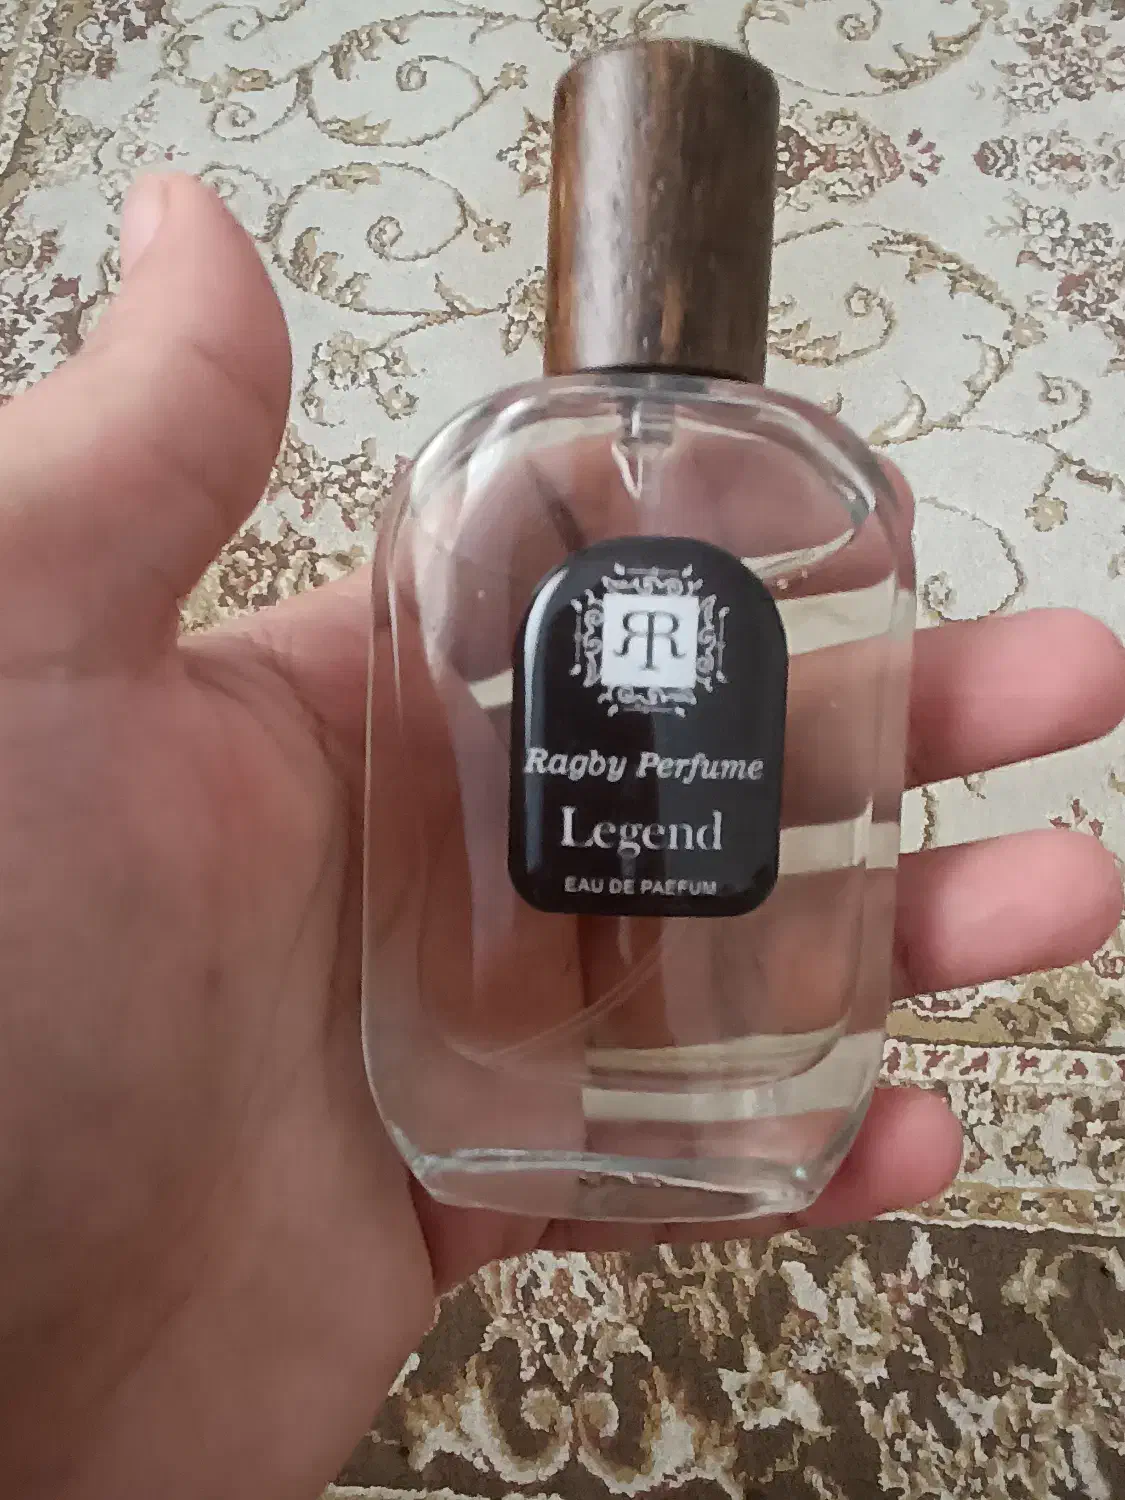 RR
Ragby Perfume
Legend
EAU DE PAEFUM